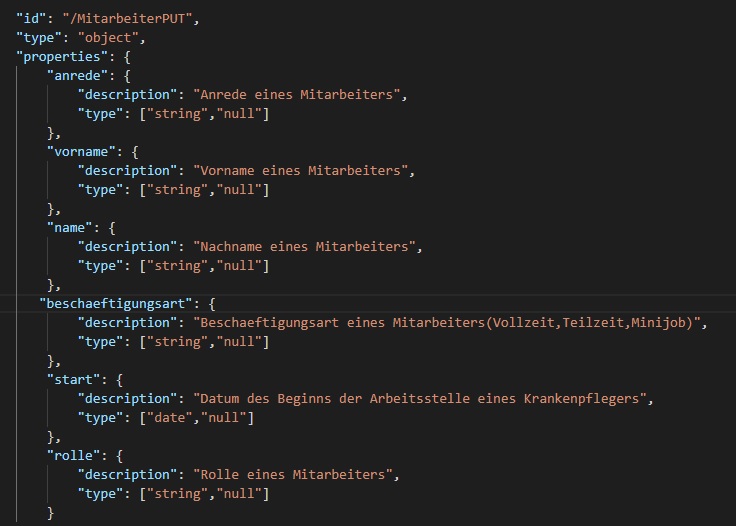 "id": "/MitarbeiterPUT",
"type": "object",
"properties": {
"anrede": {
"description": "Anrede eines Mitarbeiters",
"type": ["string","null"]
},
"vorname": {
"description": "Vorname eines Mitarbeiters",
"type": ["string","null"]
},
"name": {
"description": "Nachname eines Mitarbeiters",
"type": ["string","null"]
},
"beschaeftigungsart": {
"description": "Beschaeftigungsart eines Mitarbeiters(Vollzeit,Teilzeit,Minijob)",
"type": ["string","null"]
},
"start": {
"description": "Datum des Beginns der Arbeitsstelle eines Krankenpflegers",
"type": ["date","null"]
},
"rolle": {
"description": "Rolle eines Mitarbeiters",
"type": ["string","null"]
}